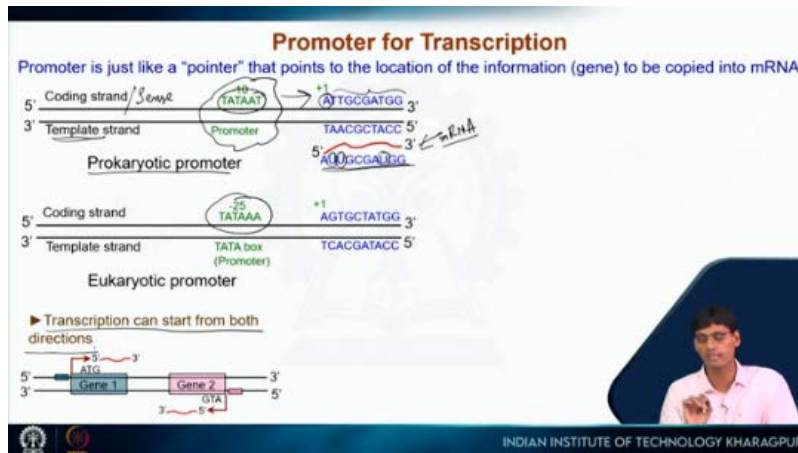 Promoter for Transcription
Promoter is just like a "pointer" that points to the location of the information (gene) to be copied into mRNA
-10 +1
5' Coding strand/Sense TATAAT ATTGCGATGG 3'
3' Template strand Promoter TAACGCTACC 5'
5' 3' mRNA
Prokaryotic promoter AUUGCGAUGG
-25 +1
5' Coding strand TATAAA AGTGCTATGG 3'
3' Template strand TATA box TCACGATACC 5'
(Promoter)
Eukaryotic promoter
►Transcription can start from both
directions
5' 3'
ATG
5' Gene 1 Gene 2 3'
3' 5'
GTA
3' 5'
INDIAN INSTITUTE OF TECHNOLOGY KHARAGPUR